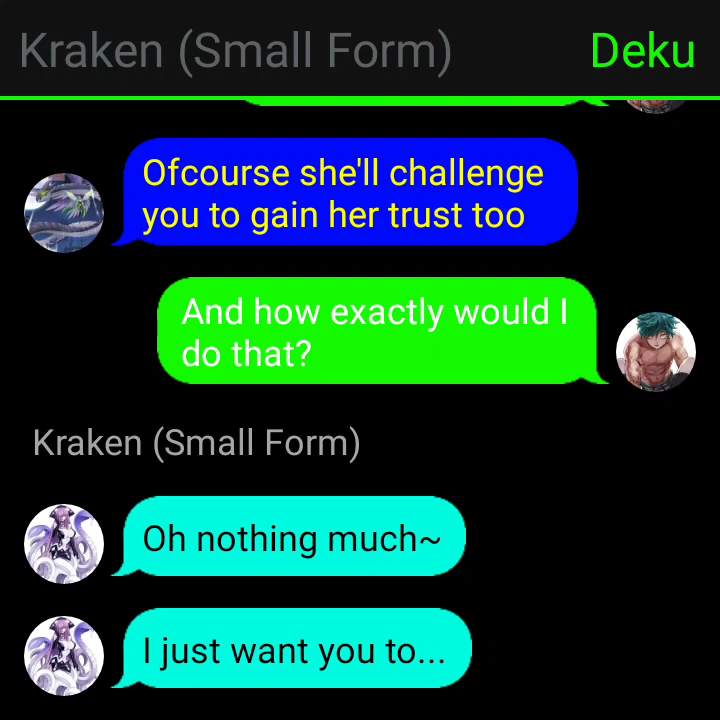 Kraken (Small Form)
Deku
Ofcourse she'll challenge
you to gain her trust too
And how exactly would I
do that?
Kraken (Small Form)
Oh nothing much~
I just want you to...